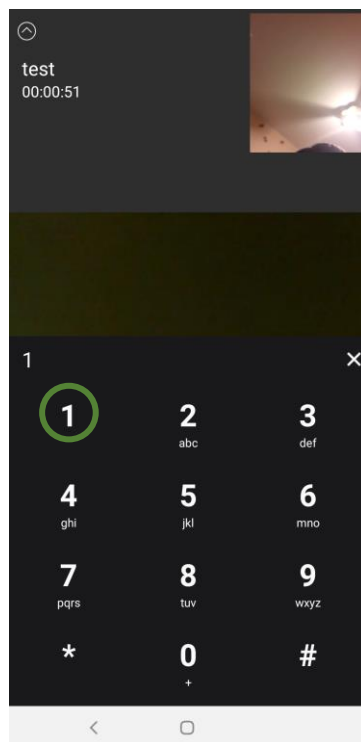 test
00:00:51
1
1 2 3
abc def
4 5 6
ghi jkl mno
7 8 9
pqrs tuv wxyz
* 0 #
+